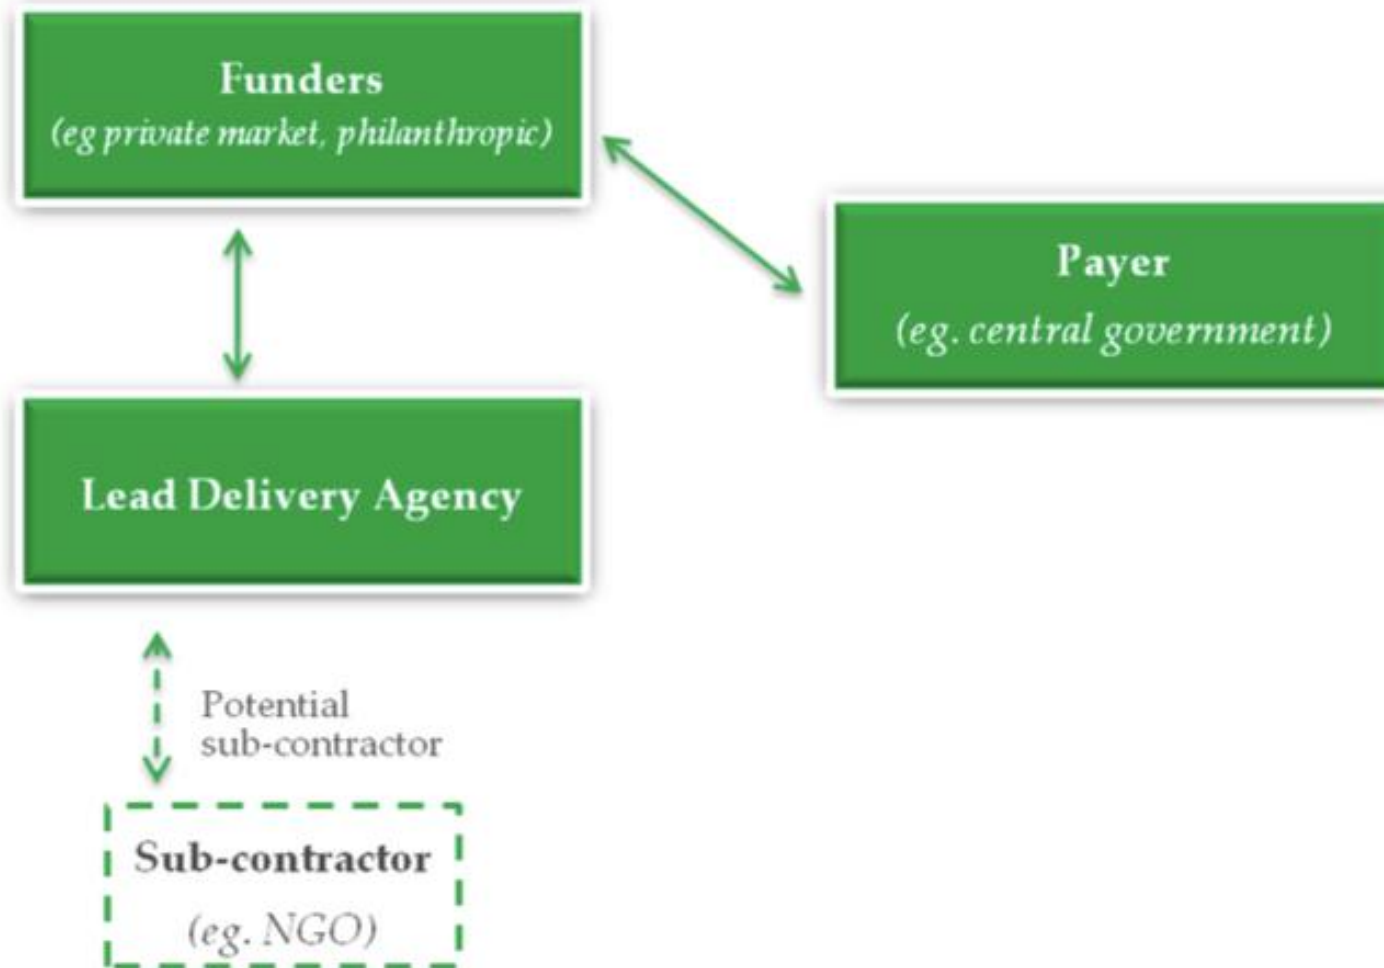 Funders
(eg private market, philanthropic)
Payer
(eg. central government)
Lead Delivery Agency
Potential
sub-contractor
Sub-contractor
(eg. NGO)